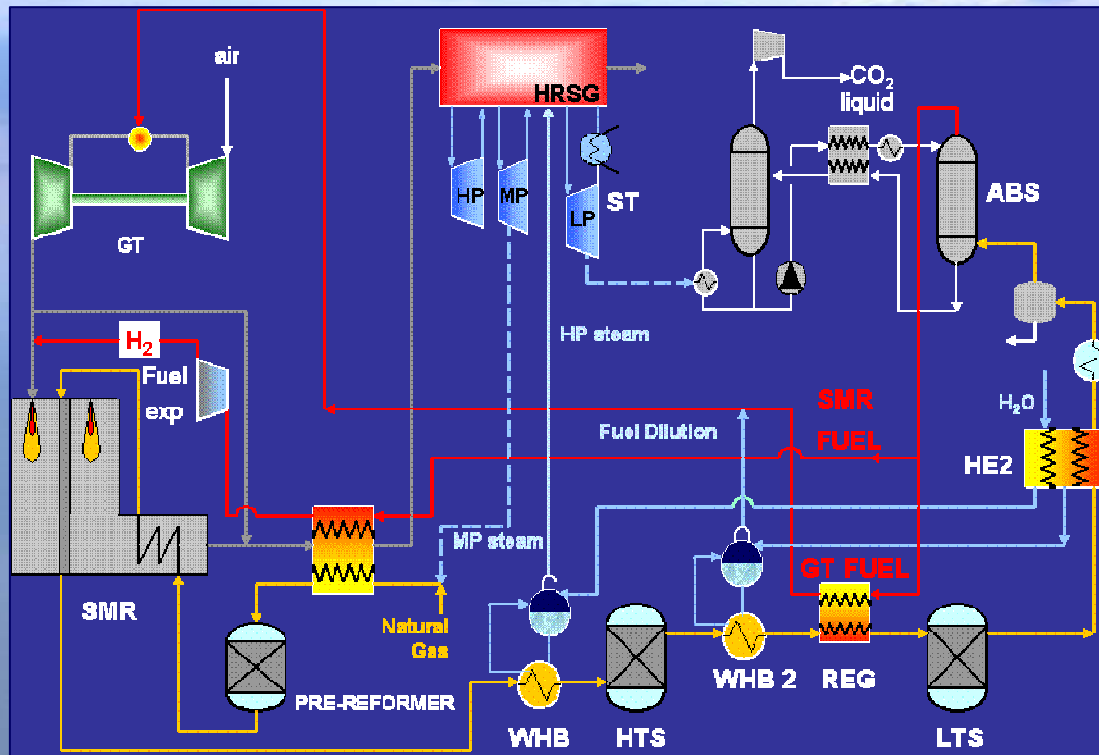 air
HRSG
CO2
liquid
HP
MP
LP
ST
ABS
GT
HP steam
H2
Fuel
exp
SMR
FUEL
Fuel Dilution
H2O
HE2
MP steam
GT FUEL
SMR
Natural
Gas
PRE-REFORMER
WHB
HTS
WHB 2
REG
LTS